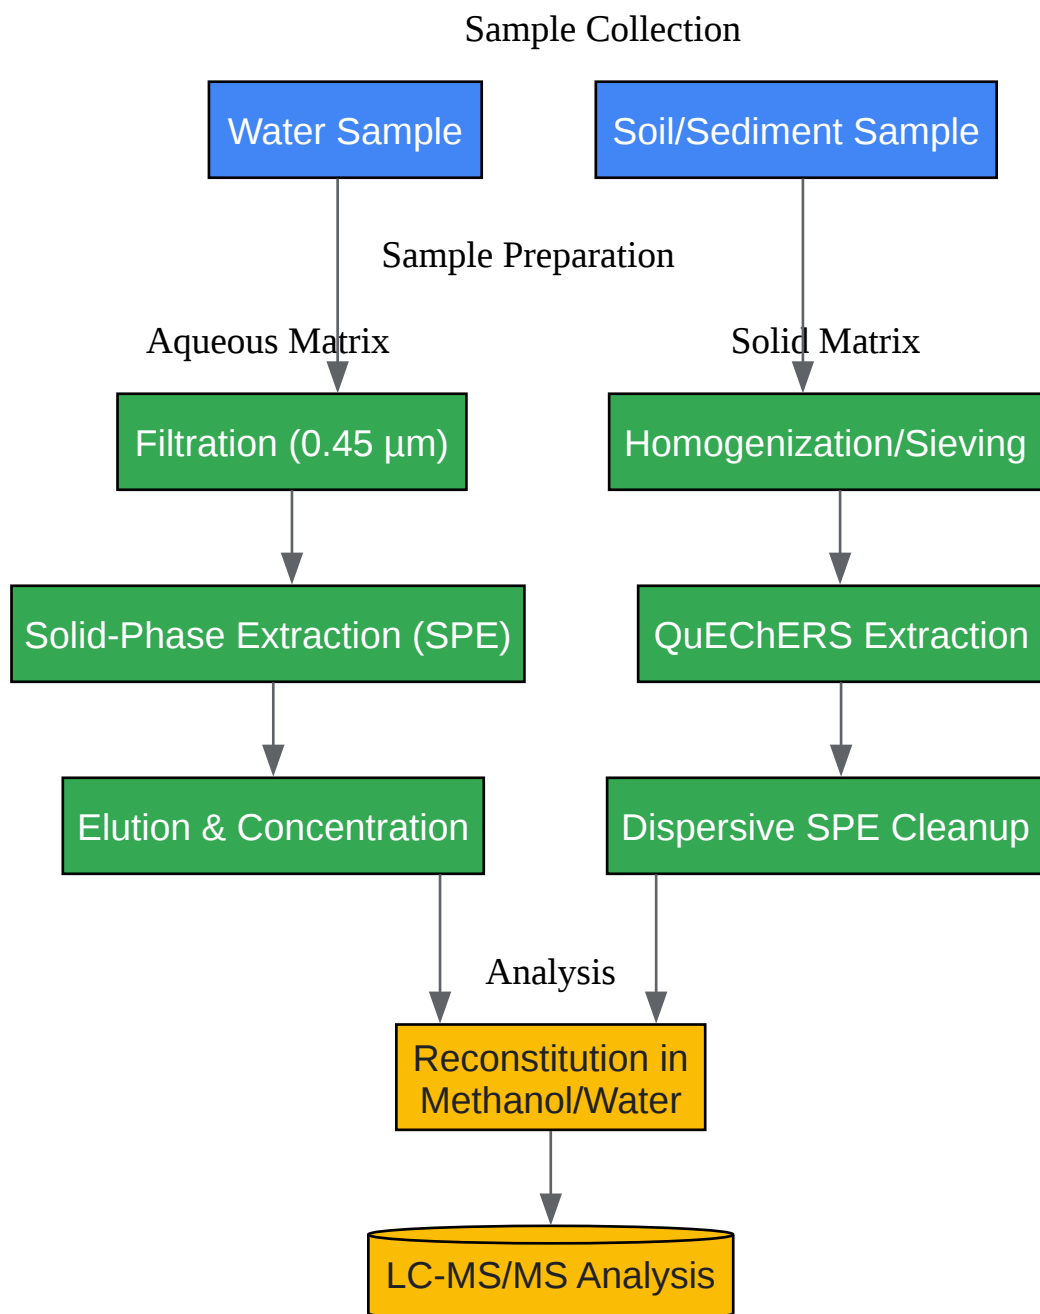 Sample Collection
Water Sample
Soil/Sediment Sample
Sample Preparation
Aqueous Matrix
Solid Matrix
Filtration (0.45 µm)
Homogenization/Sieving
Solid-Phase Extraction (SPE)
QuEChERS Extraction
Elution & Concentration
Dispersive SPE Cleanup
Analysis
Reconstitution in
Methanol/Water
LC-MS/MS Analysis